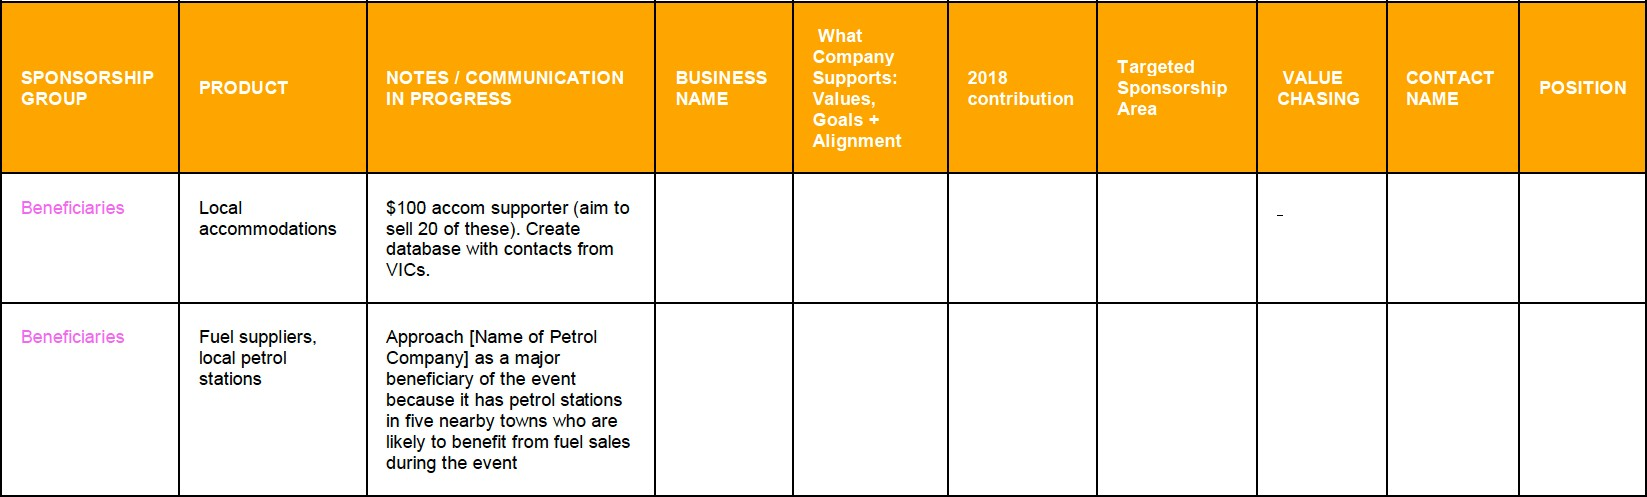 SPONSORSHIP
GROUP
PRODUCT
NOTES / COMMUNICATION
IN PROGRESS
BUSINESS
NAME
What
Company
Supports:
Values,
Goals +
Alignment
2018
contribution
Targeted
Sponsorship
Area
VALUE
CHASING
CONTACT
NAME
POSITION
Beneficiaries
Local
accommodations
$100 accom supporter (aim to
sell 20 of these). Create
database with contacts from
VICs.
-
Beneficiaries
Fuel suppliers,
local petrol
stations
Approach [Name of Petrol
Company] as a major
beneficiary of the event
because it has petrol stations
in five nearby towns who are
likely to benefit from fuel sales
during the event